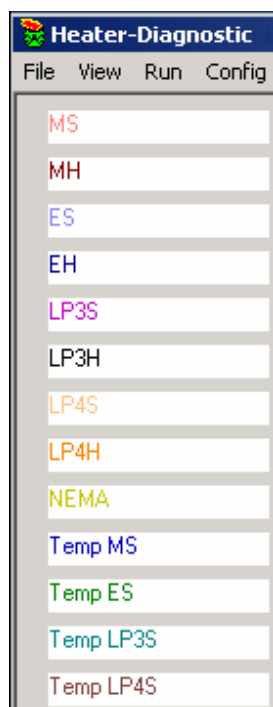 Heater-Diagnostic
File View Run Config
MS
MH
ES
EH
LP3S
LP3H
LP4S
LP4H
NEMA
Temp MS
Temp ES
Temp LP3S
Temp LP4S